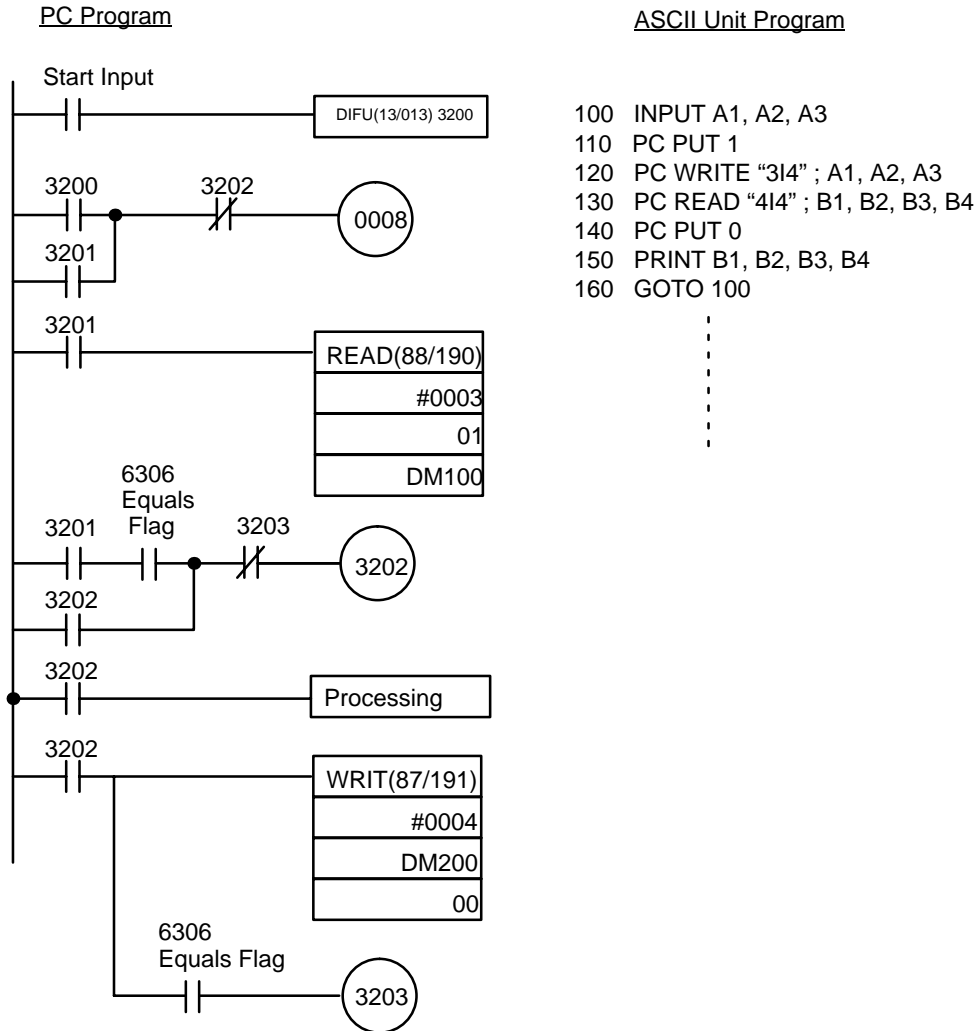 PC Program
Start Input
DIFU(13/013) 3200
3200
3202
0008
3201
3201
READ(88/190)
#0003
01
DM100
6306
Equals
Flag
3201
3203
3202
3202
3202
Processing
3202
WRIT(87/191)
#0004
DM200
00
6306
Equals Flag
3203
ASCII Unit Program
100 INPUT A1, A2, A3
110 PC PUT 1
120 PC WRITE “3I4” ; A1, A2, A3
130 PC READ “4I4” ; B1, B2, B3, B4
140 PC PUT 0
150 PRINT B1, B2, B3, B4
160 GOTO 100